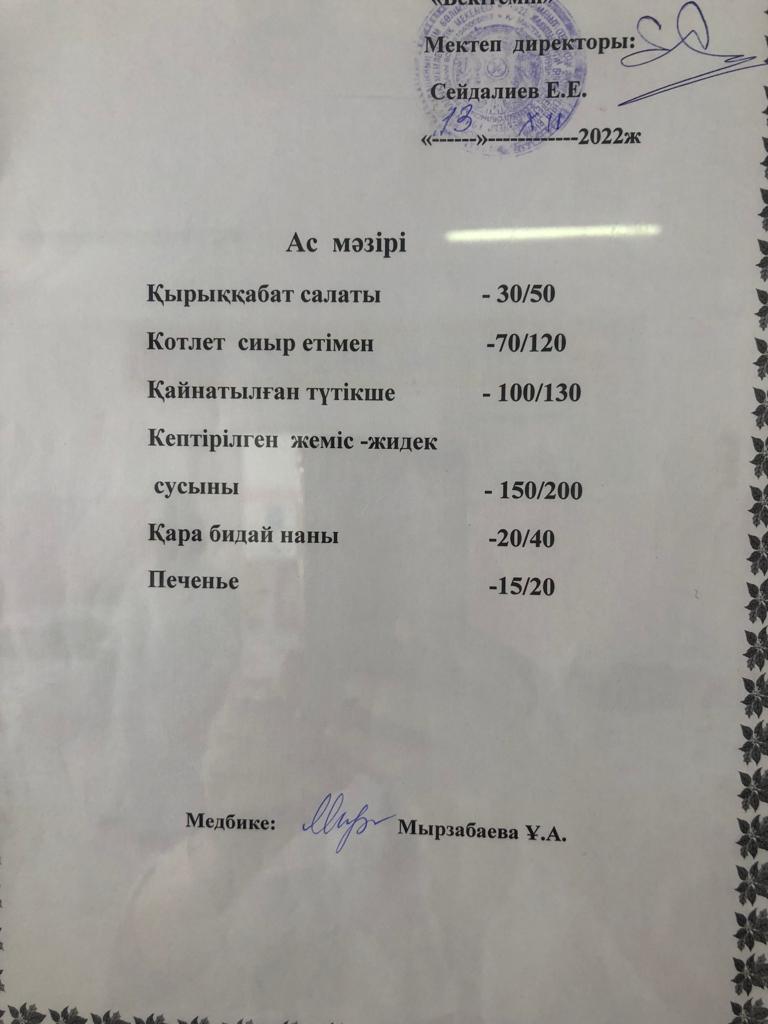 «Бекітемін»
Мектеп директоры:
Сейдалиев Е.Е.
«--13--»-----XII-------2022ж
Ас мәзірі
Қырыққабат салаты - 30/50
Котлет сиыр етімен -70/120
Қайнатылған түтікше - 100/130
Кептірілген жеміс -жидек
сусыны - 150/200
Қара бидай наны -20/40
Печенье -15/20
Медбике: Мырзабаева Ұ.А.